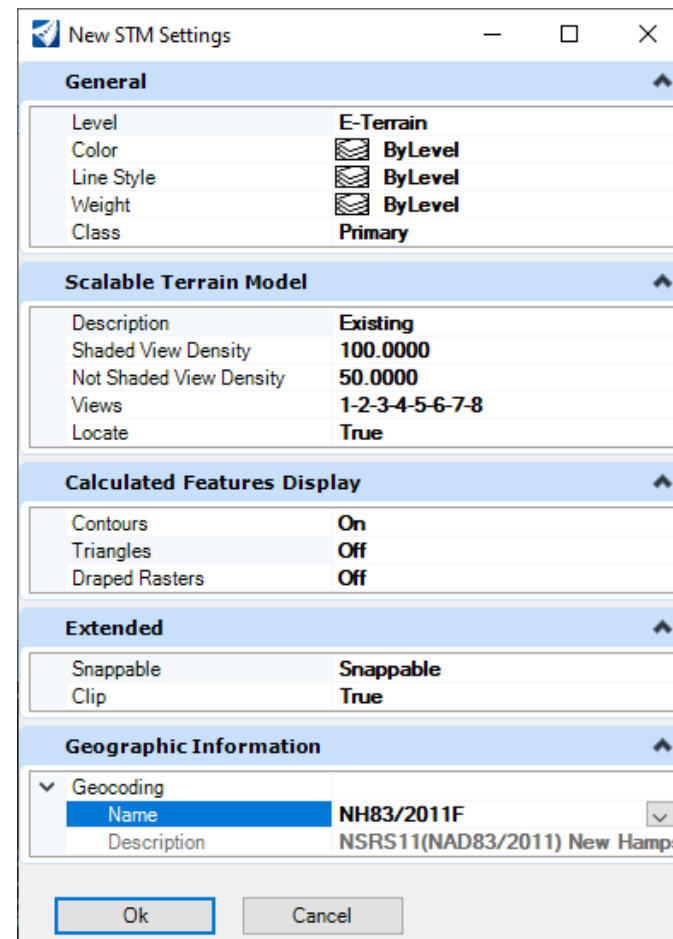 New STM Settings
General
Level E-Terrain
Color ByLevel
Line Style ByLevel
Weight ByLevel
Class Primary
Scalable Terrain Model
Description Existing
Shaded View Density 100.0000
Not Shaded View Density 50.0000
Views 1-2-3-4-5-6-7-8
Locate True
Calculated Features Display
Contours On
Triangles Off
Draped Rasters Off
Extended
Snappable Snappable
Clip True
Geographic Information
Geocoding
Name NH83/2011F
Description NSRS11(NAD83/2011) New Hamps
Ok Cancel